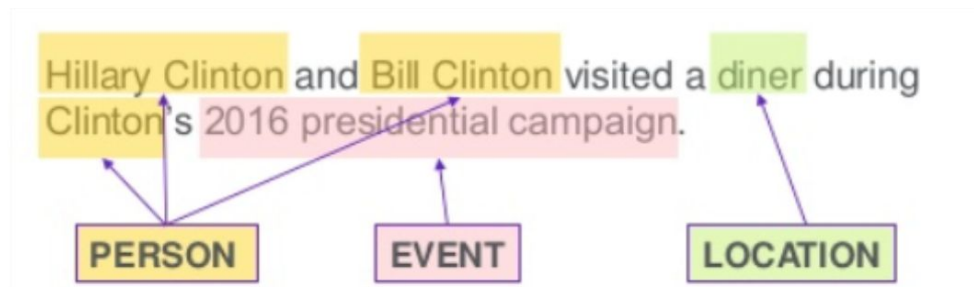 Hillary Clinton and Bill Clinton visited a diner during
Clinton's 2016 presidential campaign.
PERSON EVENT LOCATION